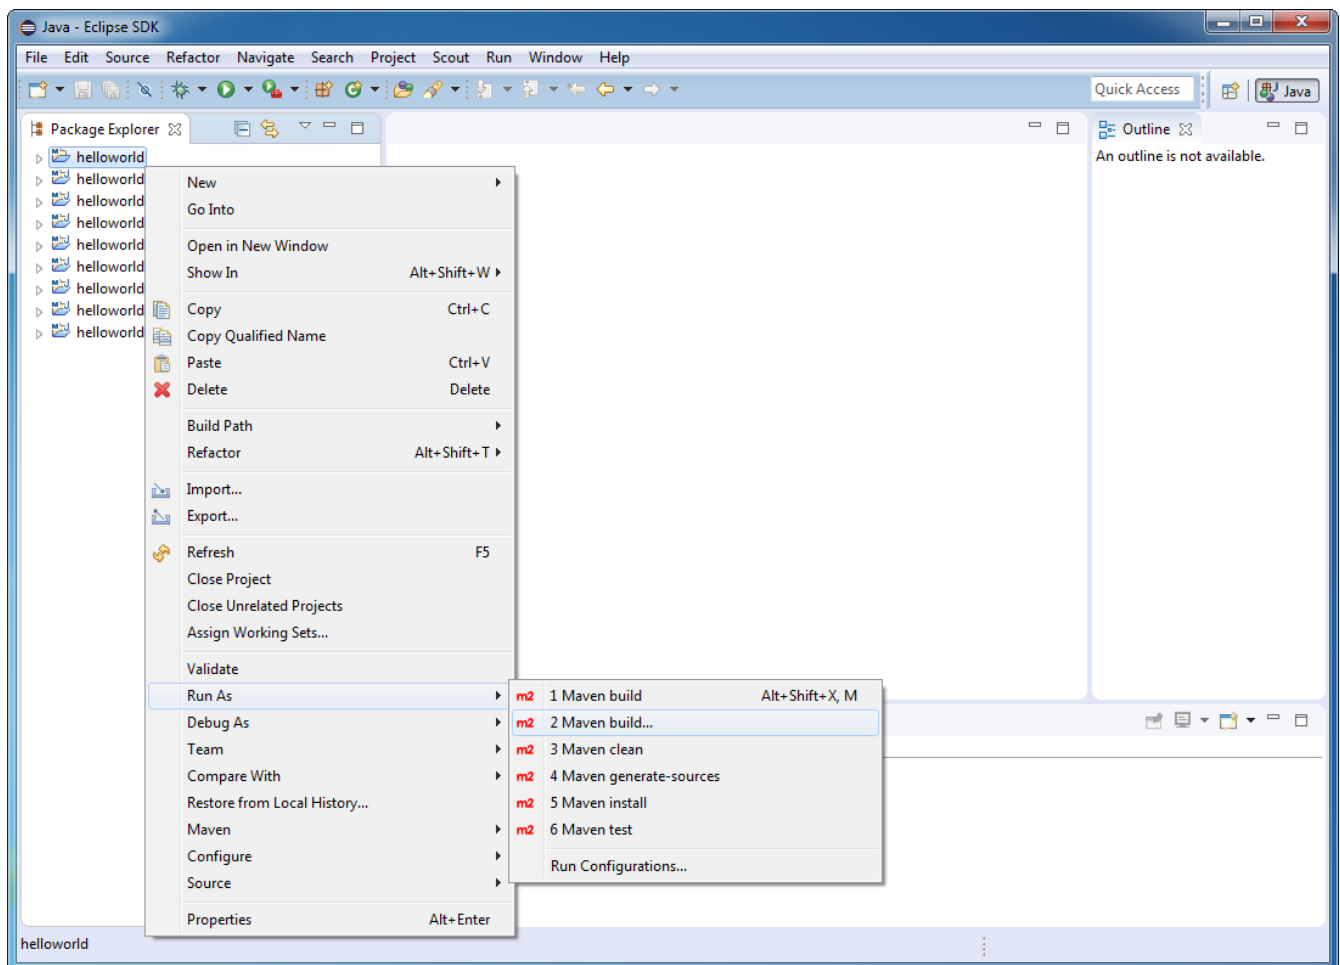 Java - Eclipse SDK
File Edit Source Refactor Navigate Search Project Scout Run Window Help
Quick Access
Java
Package Explorer
Outline
An outline is not available.
helloworld
helloworld
helloworld
helloworld
helloworld
helloworld
helloworld
helloworld
helloworld
New
Go Into
Open in New Window
Show In Alt+Shift+W
Copy Ctrl+C
Copy Qualified Name
Paste Ctrl+V
Delete Delete
Build Path
Refactor Alt+Shift+T
Import...
Export...
Refresh F5
Close Project
Close Unrelated Projects
Assign Working Sets...
Validate
Run As
Debug As
Team
Compare With
Restore from Local History...
Maven
Configure
Source
Properties Alt+Enter
m2 1 Maven build Alt+Shift+X, M
m2 2 Maven build...
m2 3 Maven clean
m2 4 Maven generate-sources
m2 5 Maven install
m2 6 Maven test
Run Configurations...
helloworld